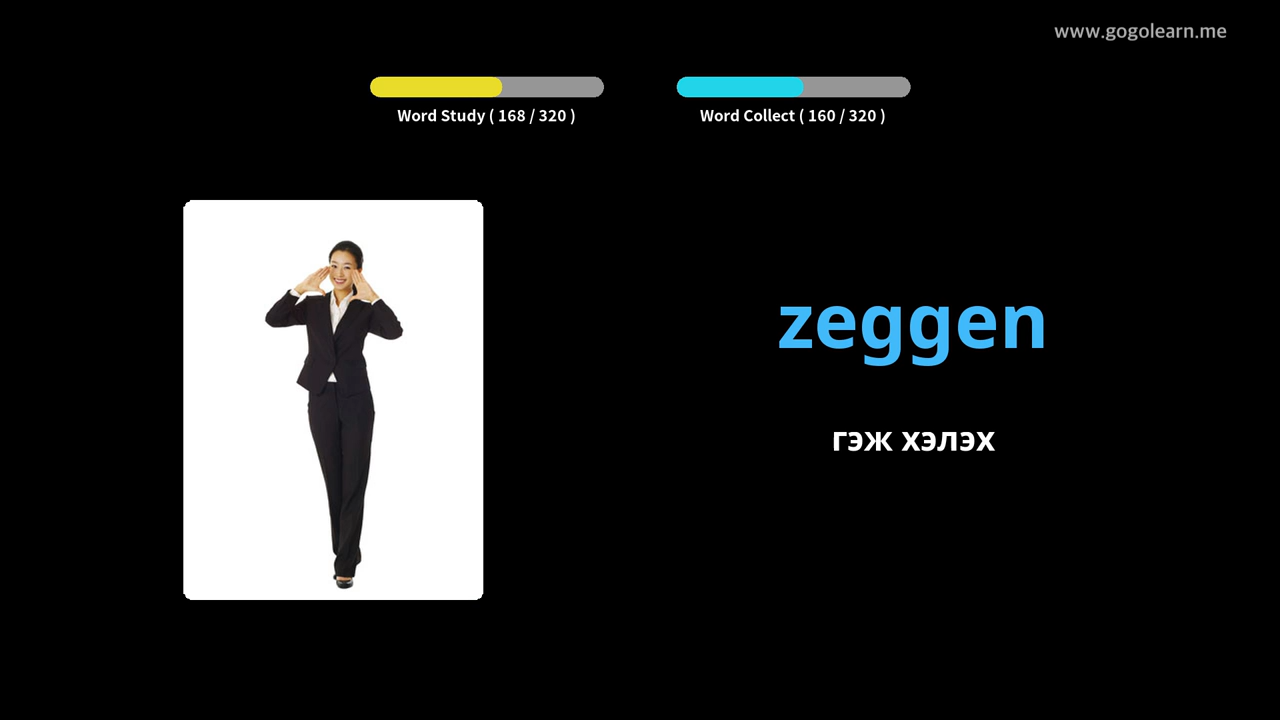 www.gogolearn.me
Word Study ( 168 / 320 )
Word Collect ( 160 / 320 )
zeggen
гэж хэлэх